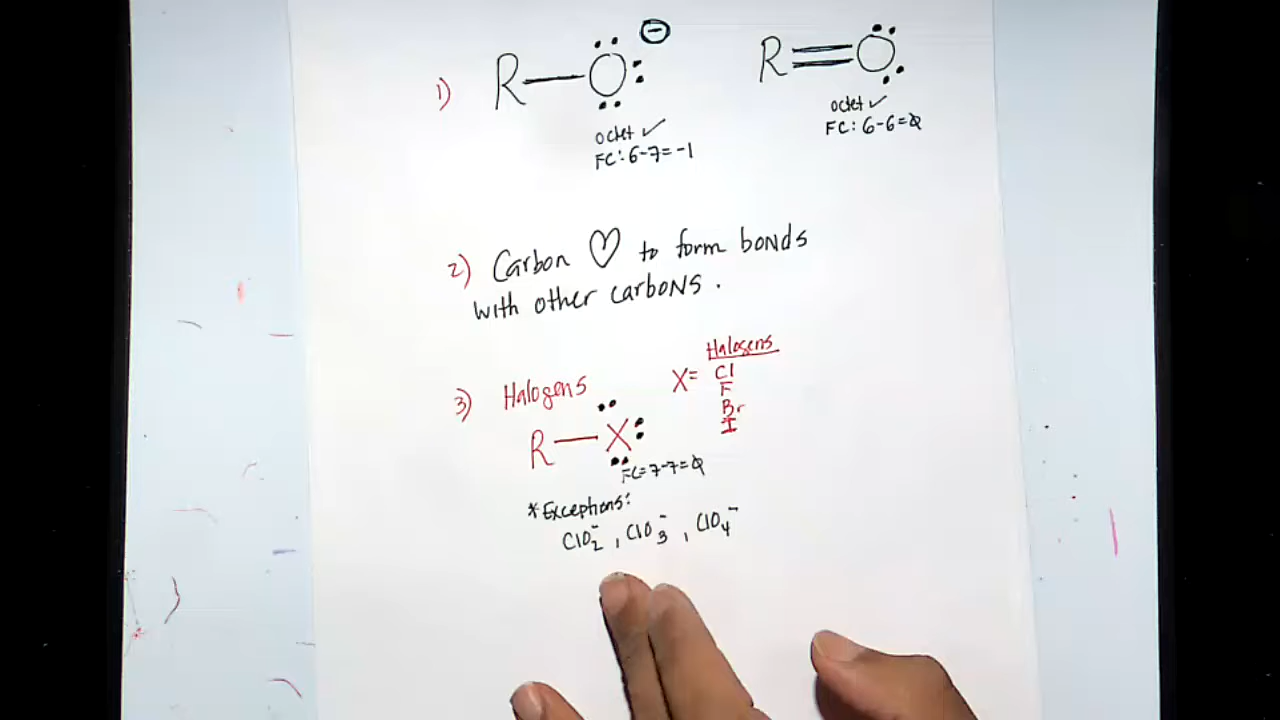 1) R—O ⊖ R=O
octet ✓
FC: 6-7=-1
octet ✓
FC: 6-6=0
2) Carbon ♡ to form bonds
with other carbons.
3) Halogens
R—X
FC=7-7=0
X= Halogens
Cl
F
Br
I
*Exceptions:
ClO₂⁻, ClO₃⁻, ClO₄⁻